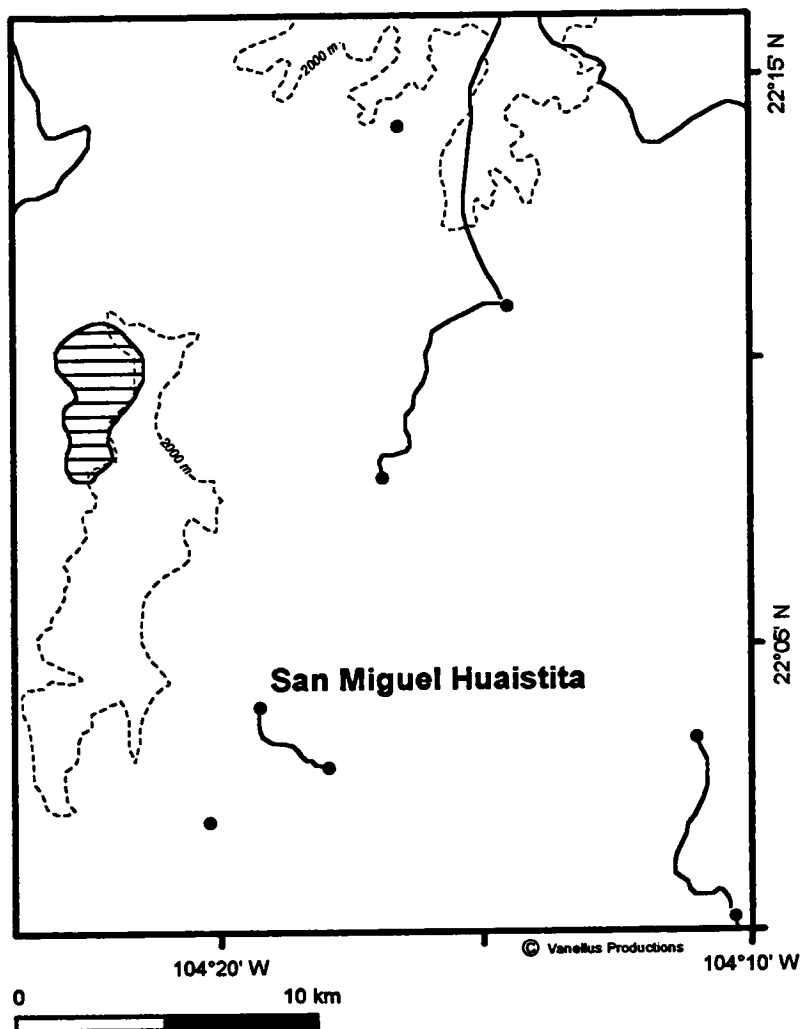 2000 m
22°15' N
2000 m
22°05' N
San Miguel Huaistita
© Vanellus Productions
104°20' W
104°10' W
0
10 km